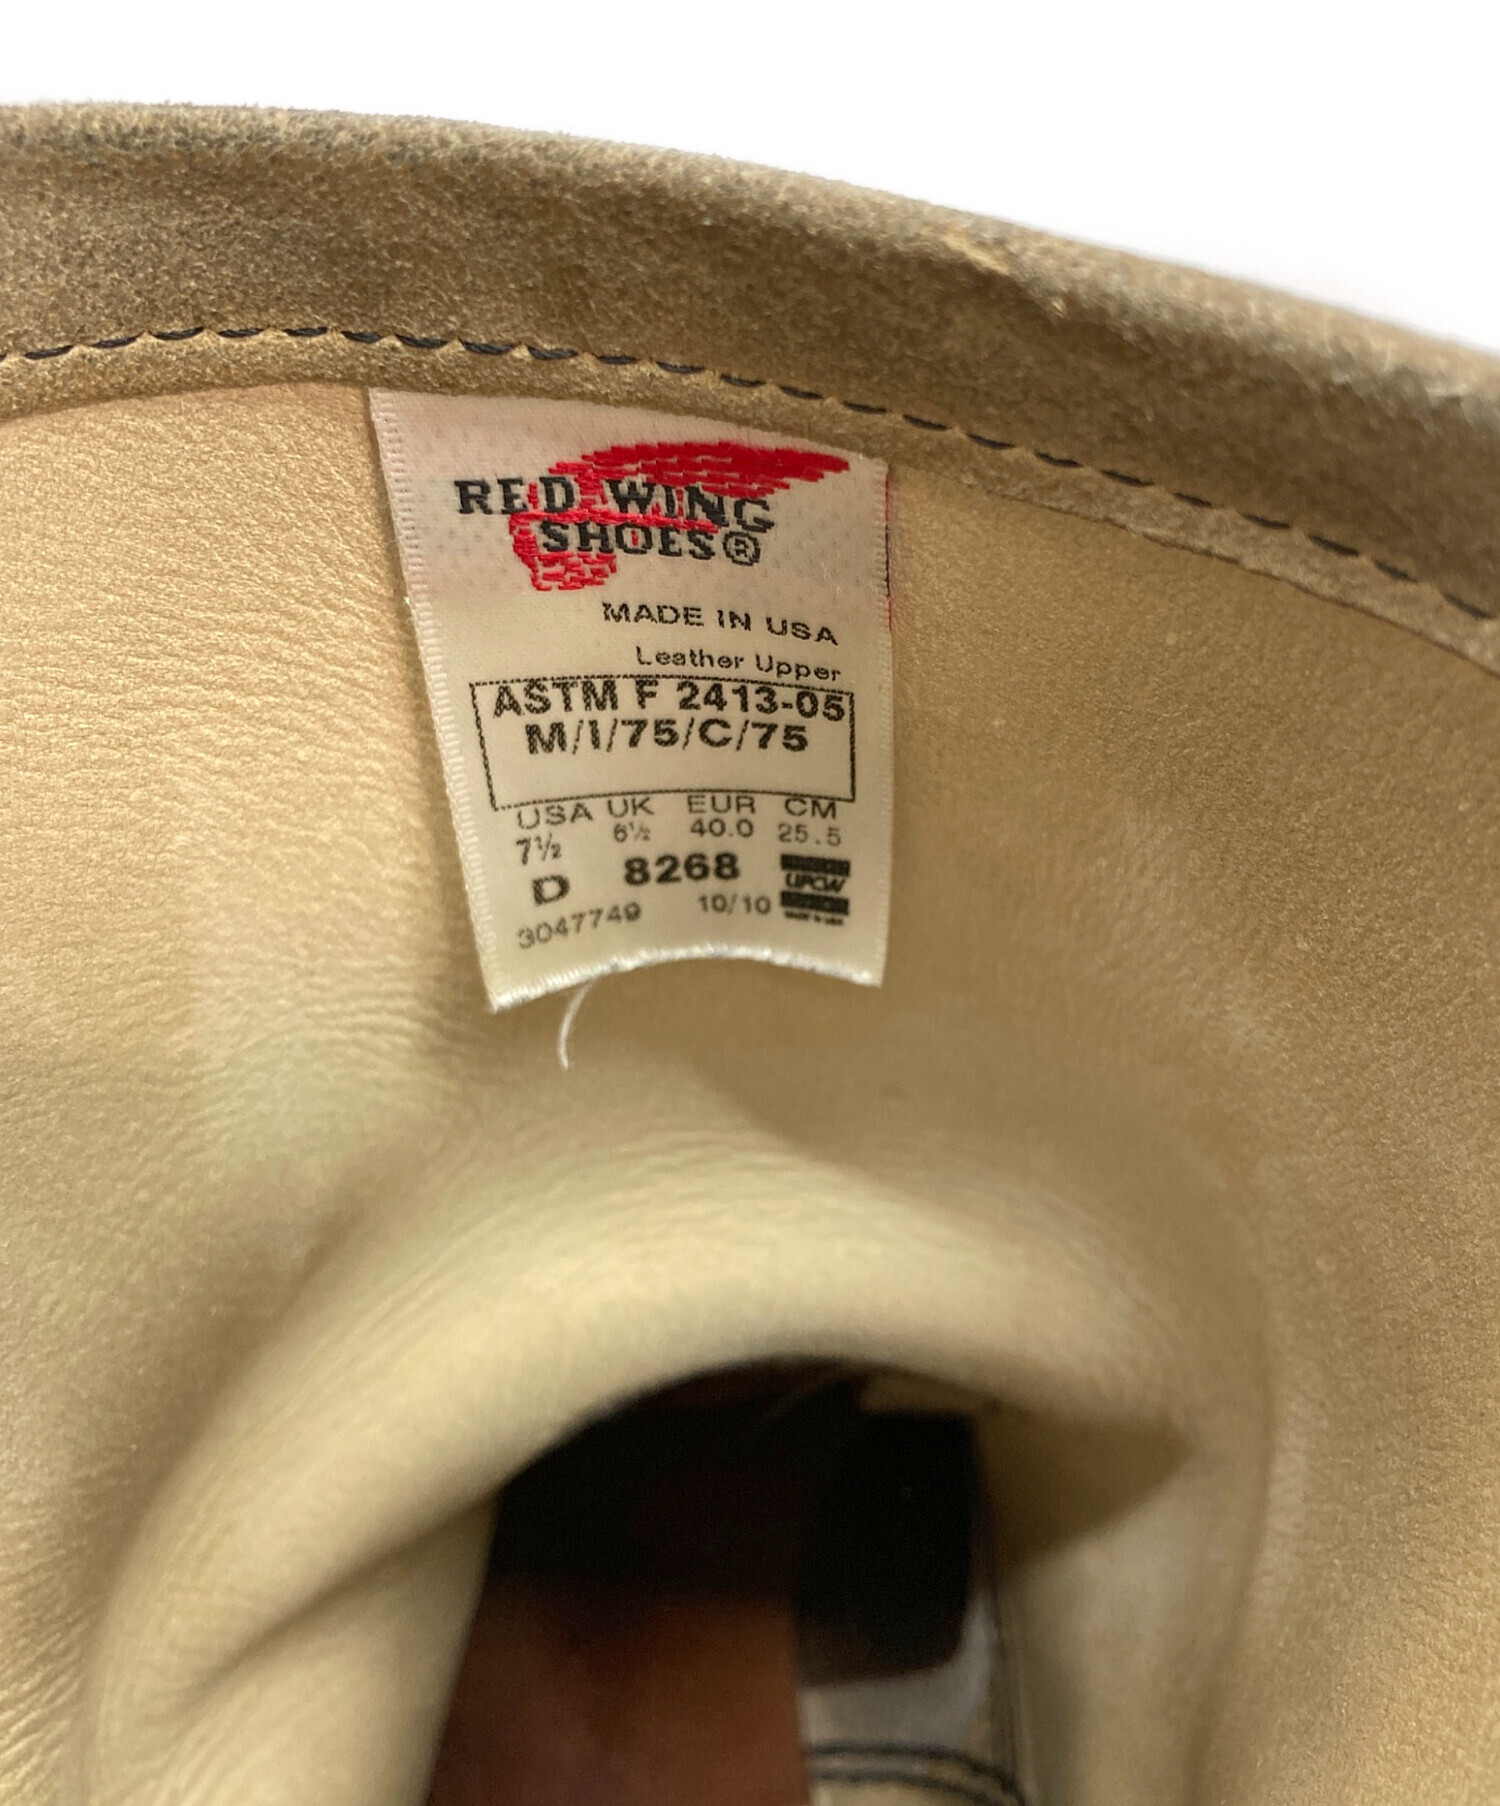 RED WING
SHOES®
MADE IN USA
Leather Upper
ASTM F 2413-05
M/I/75/C/75
USA UK EUR CM
7½ 6½ 40.0 25.5
D 8268 UFCW
3047749 10/10